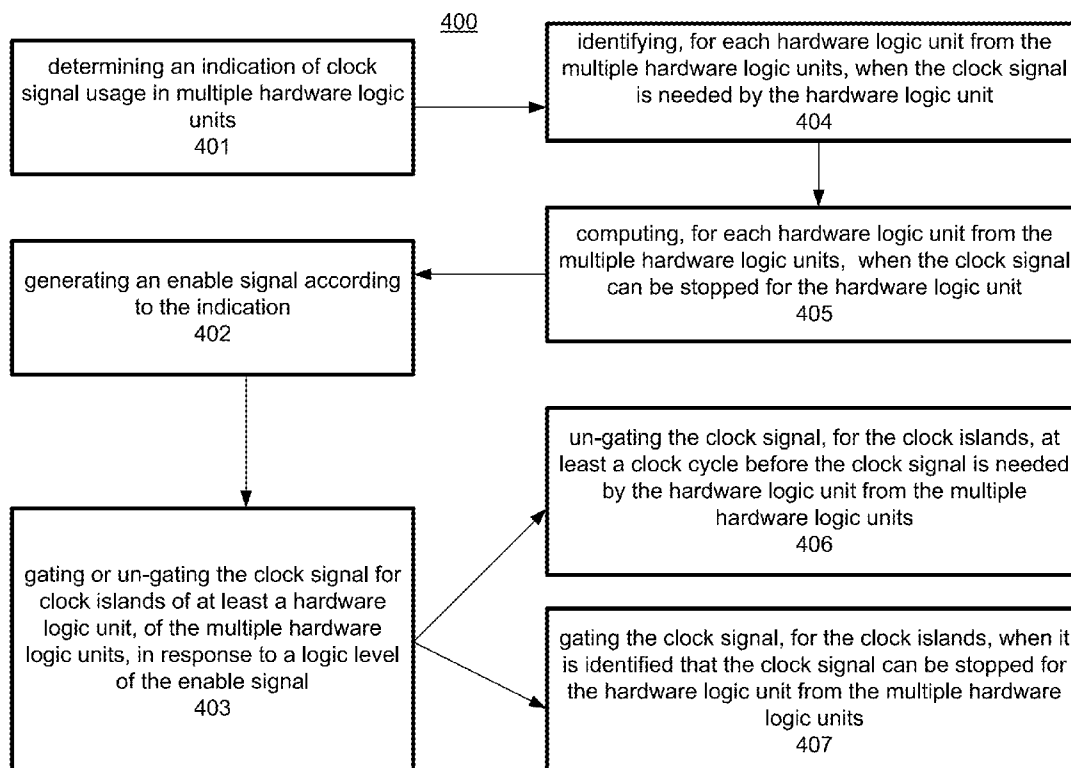 400
determining an indication of clock
signal usage in multiple hardware logic
units
401
identifying, for each hardware logic unit from the
multiple hardware logic units, when the clock signal
is needed by the hardware logic unit
404
computing, for each hardware logic unit from the
multiple hardware logic units, when the clock signal
can be stopped for the hardware logic unit
405
generating an enable signal according
to the indication
402
gating or un-gating the clock signal for
clock islands of at least a hardware
logic unit, of the multiple hardware
logic units, in response to a logic level
of the enable signal
403
un-gating the clock signal, for the clock islands, at
least a clock cycle before the clock signal is needed
by the hardware logic unit from the multiple
hardware logic units
406
gating the clock signal, for the clock islands, when it
is identified that the clock signal can be stopped for
the hardware logic unit from the multiple hardware
logic units
407